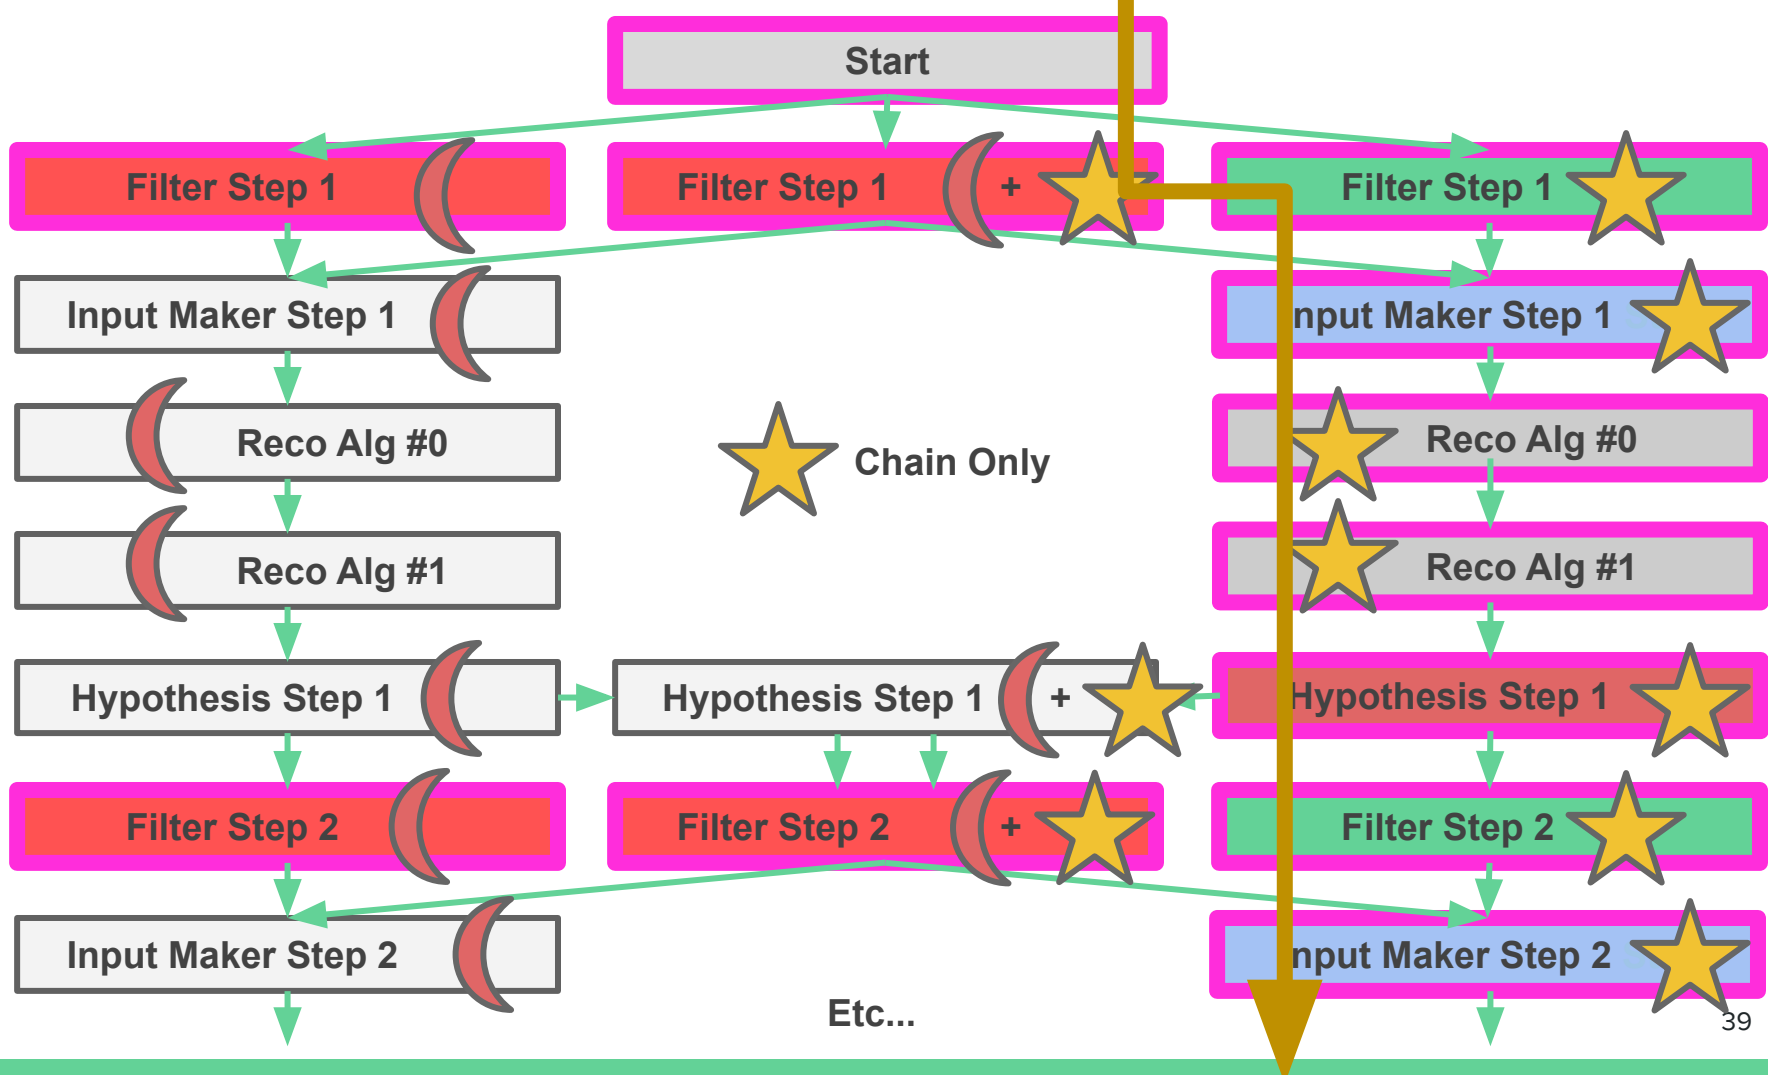 Start
Filter Step 1
Filter Step 1 +
Filter Step 1
Input Maker Step 1
nput Maker Step 1
Reco Alg #0
Chain Only
Reco Alg #0
Reco Alg #1
Reco Alg #1
Hypothesis Step 1
Hypothesis Step 1 +
Hypothesis Step 1
Filter Step 2
Filter Step 2 +
Filter Step 2
Input Maker Step 2
nput Maker Step 2
Etc...
39